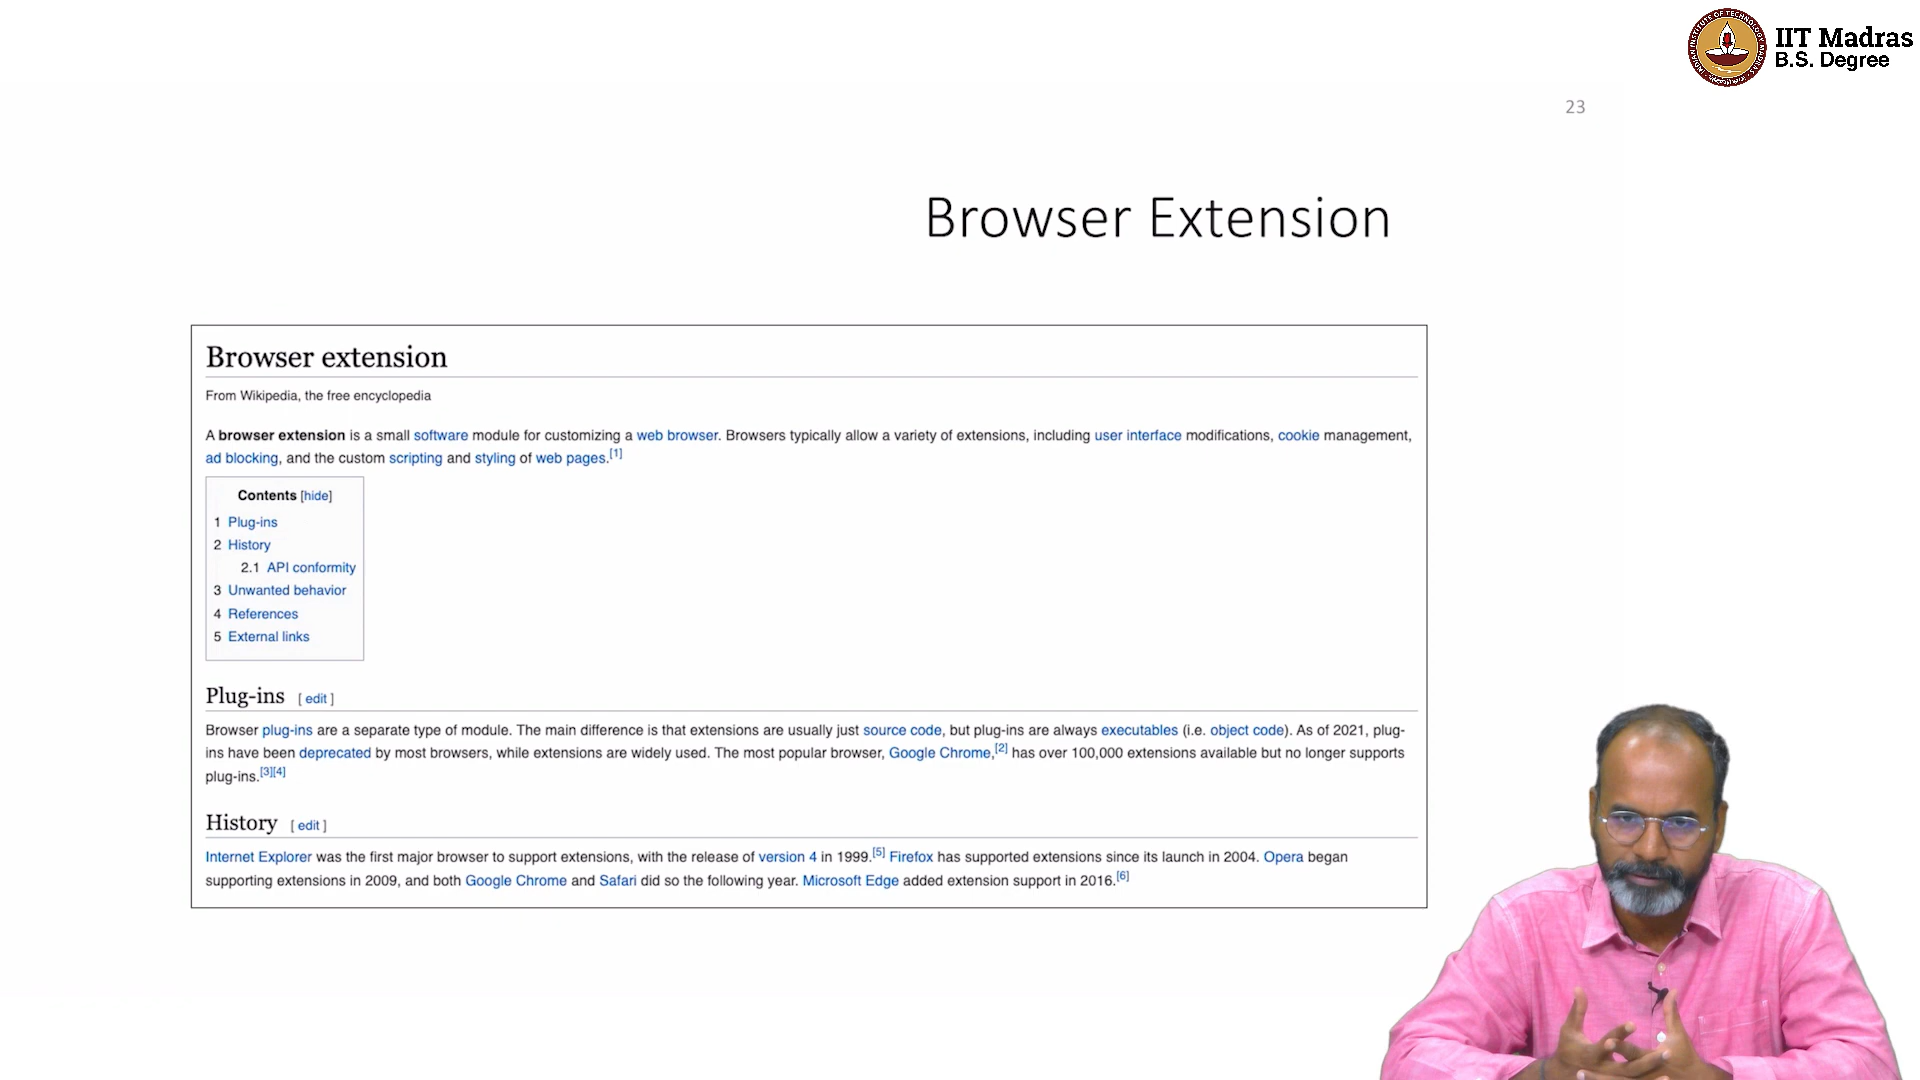 IIT Madras
B.S. Degree
23
Browser Extension
Browser extension
From Wikipedia, the free encyclopedia
A browser extension is a small software module for customizing a web browser. Browsers typically allow a variety of extensions, including user interface modifications, cookie management,
ad blocking, and the custom scripting and styling of web pages.[1]
Contents [hide]
1 Plug-ins
2 History
2.1 API conformity
3 Unwanted behavior
4 References
5 External links
Plug-ins [ edit ]
Browser plug-ins are a separate type of module. The main difference is that extensions are usually just source code, but plug-ins are always executables (i.e. object code). As of 2021, plug-
ins have been deprecated by most browsers, while extensions are widely used. The most popular browser, Google Chrome,[2] has over 100,000 extensions available but no longer supports
plug-ins.[3][4]
History [ edit ]
Internet Explorer was the first major browser to support extensions, with the release of version 4 in 1999.[5] Firefox has supported extensions since its launch in 2004. Opera began
supporting extensions in 2009, and both Google Chrome and Safari did so the following year. Microsoft Edge added extension support in 2016.[6]